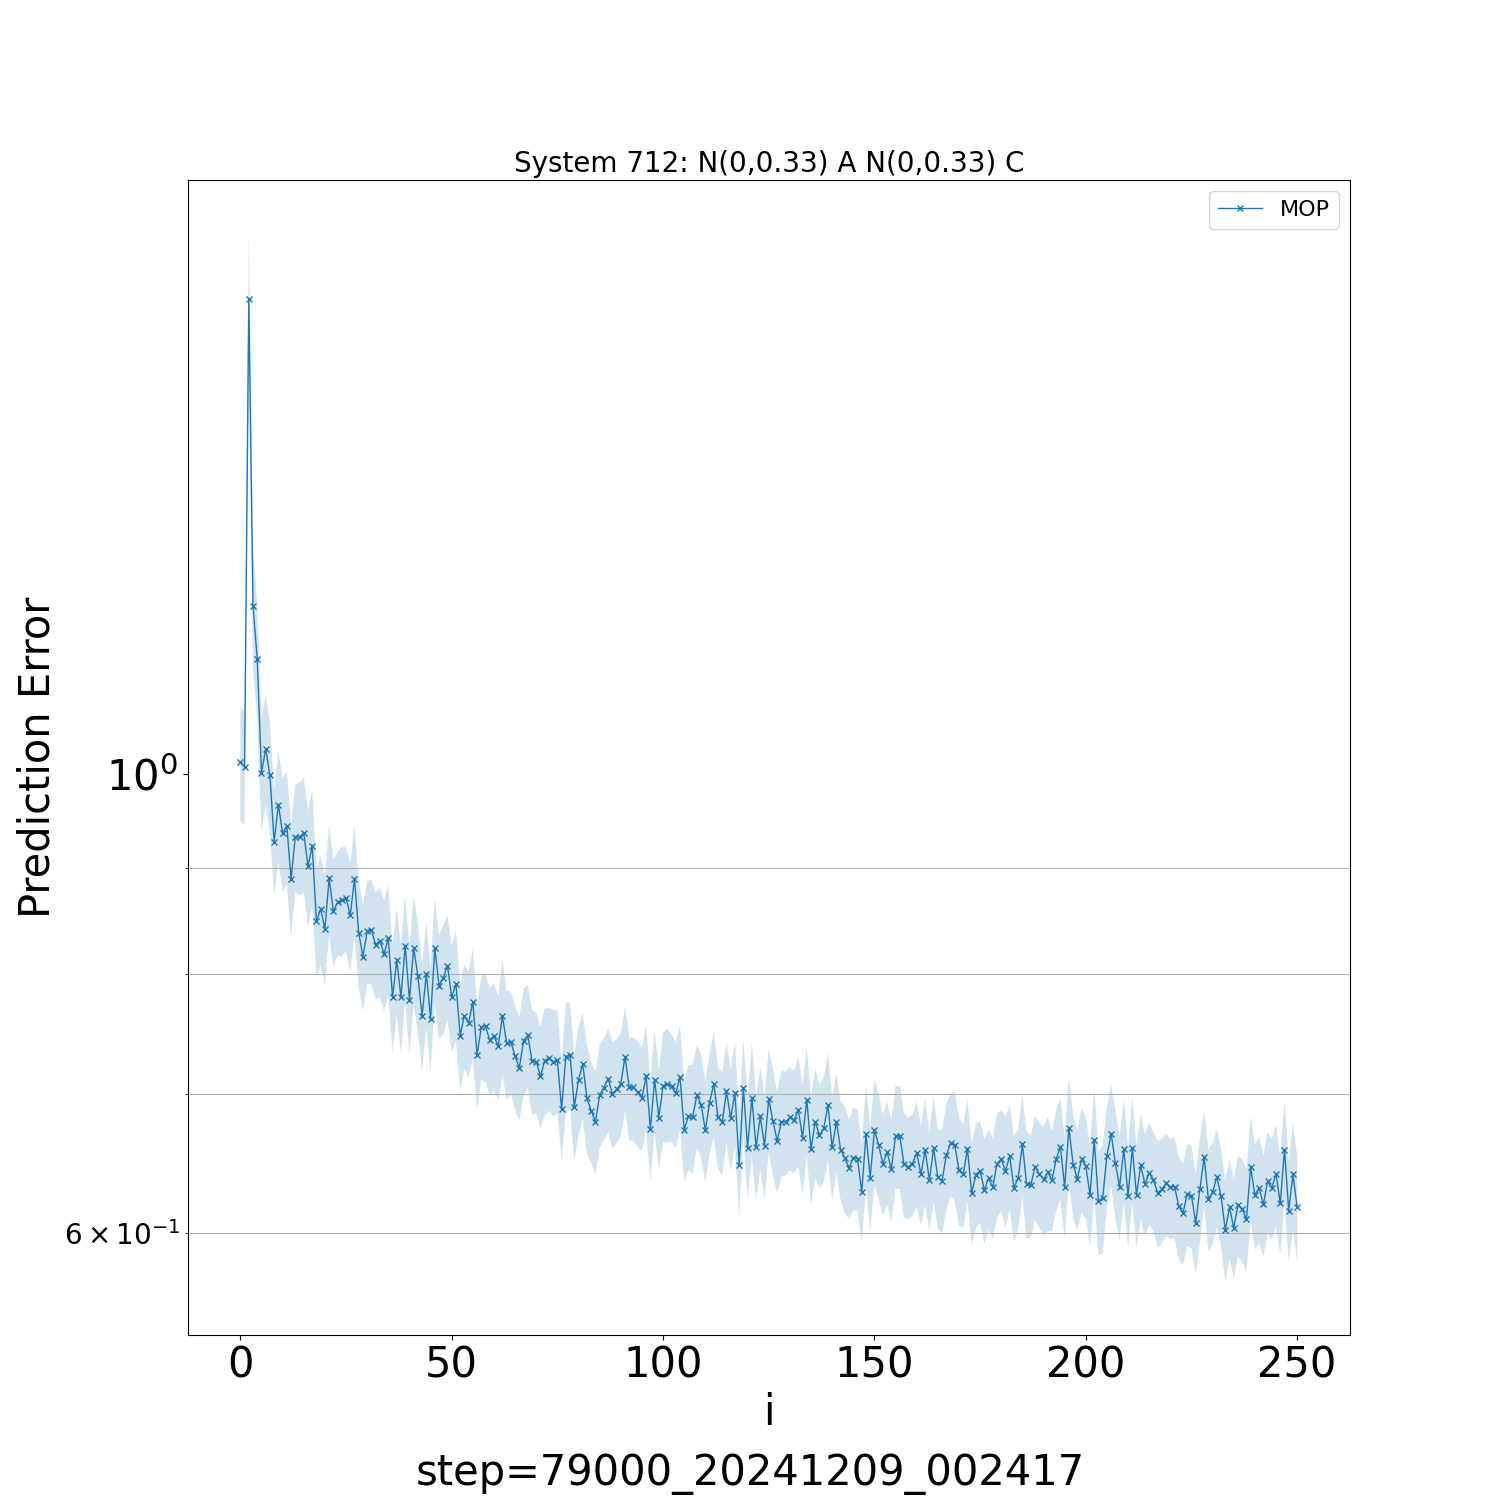 System 712: N(0,0.33) A N(0,0.33) C
MOP
Prediction Error
10⁰
6 × 10⁻¹
0 50 100 150 200 250
i
step=79000_20241209_002417